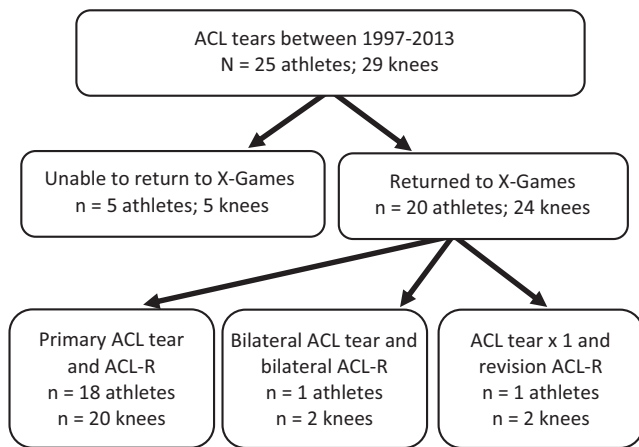 ACL tears between 1997-2013
N = 25 athletes; 29 knees
Unable to return to X-Games
n = 5 athletes; 5 knees
Returned to X-Games
n = 20 athletes; 24 knees
Primary ACL tear
and ACL-R
n = 18 athletes
n = 20 knees
Bilateral ACL tear and
bilateral ACL-R
n = 1 athletes
n = 2 knees
ACL tear x 1 and
revision ACL-R
n = 1 athletes
n = 2 knees